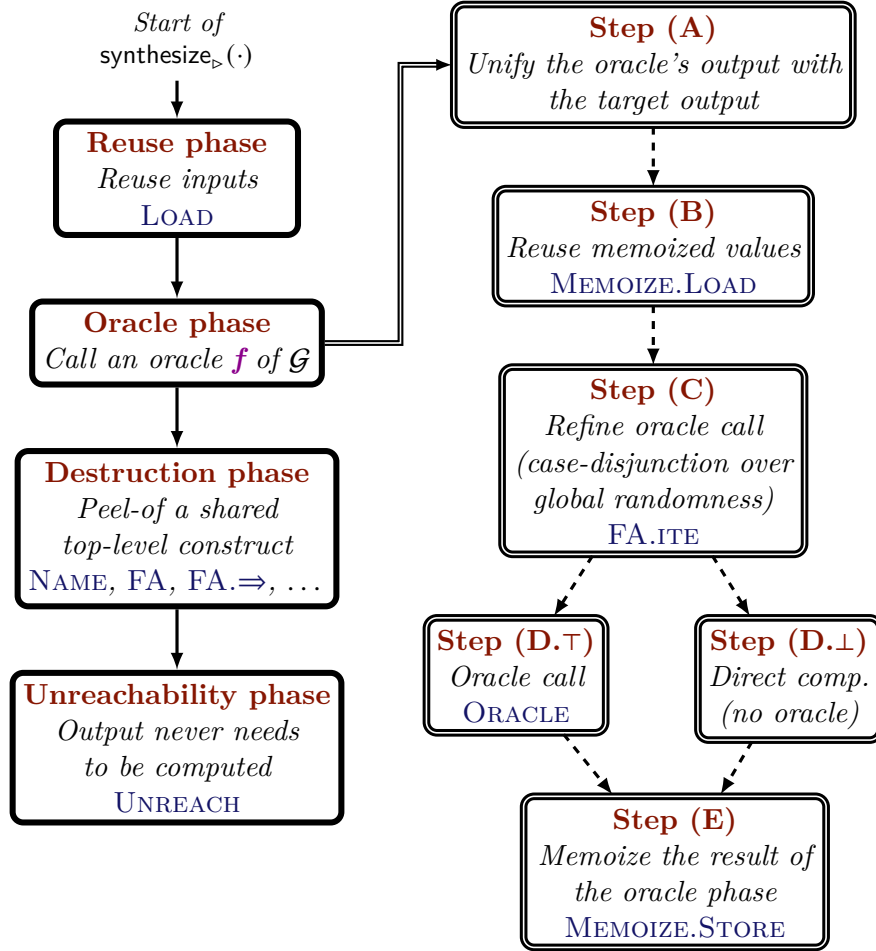 Start of
synthesize▷(·)
Reuse phase
Reuse inputs
LOAD
Oracle phase
Call an oracle f of 𝒢
Destruction phase
Peel-of a shared
top-level construct
NAME, FA, FA.⇒, ...
Unreachability phase
Output never needs
to be computed
UNREACH
Step (A)
Unify the oracle's output with
the target output
Step (B)
Reuse memoized values
MEMOIZE.LOAD
Step (C)
Refine oracle call
(case-disjunction over
global randomness)
FA.ITE
Step (D.⊤)
Oracle call
ORACLE
Step (D.⊥)
Direct comp.
(no oracle)
Step (E)
Memoize the result of
the oracle phase
MEMOIZE.STORE